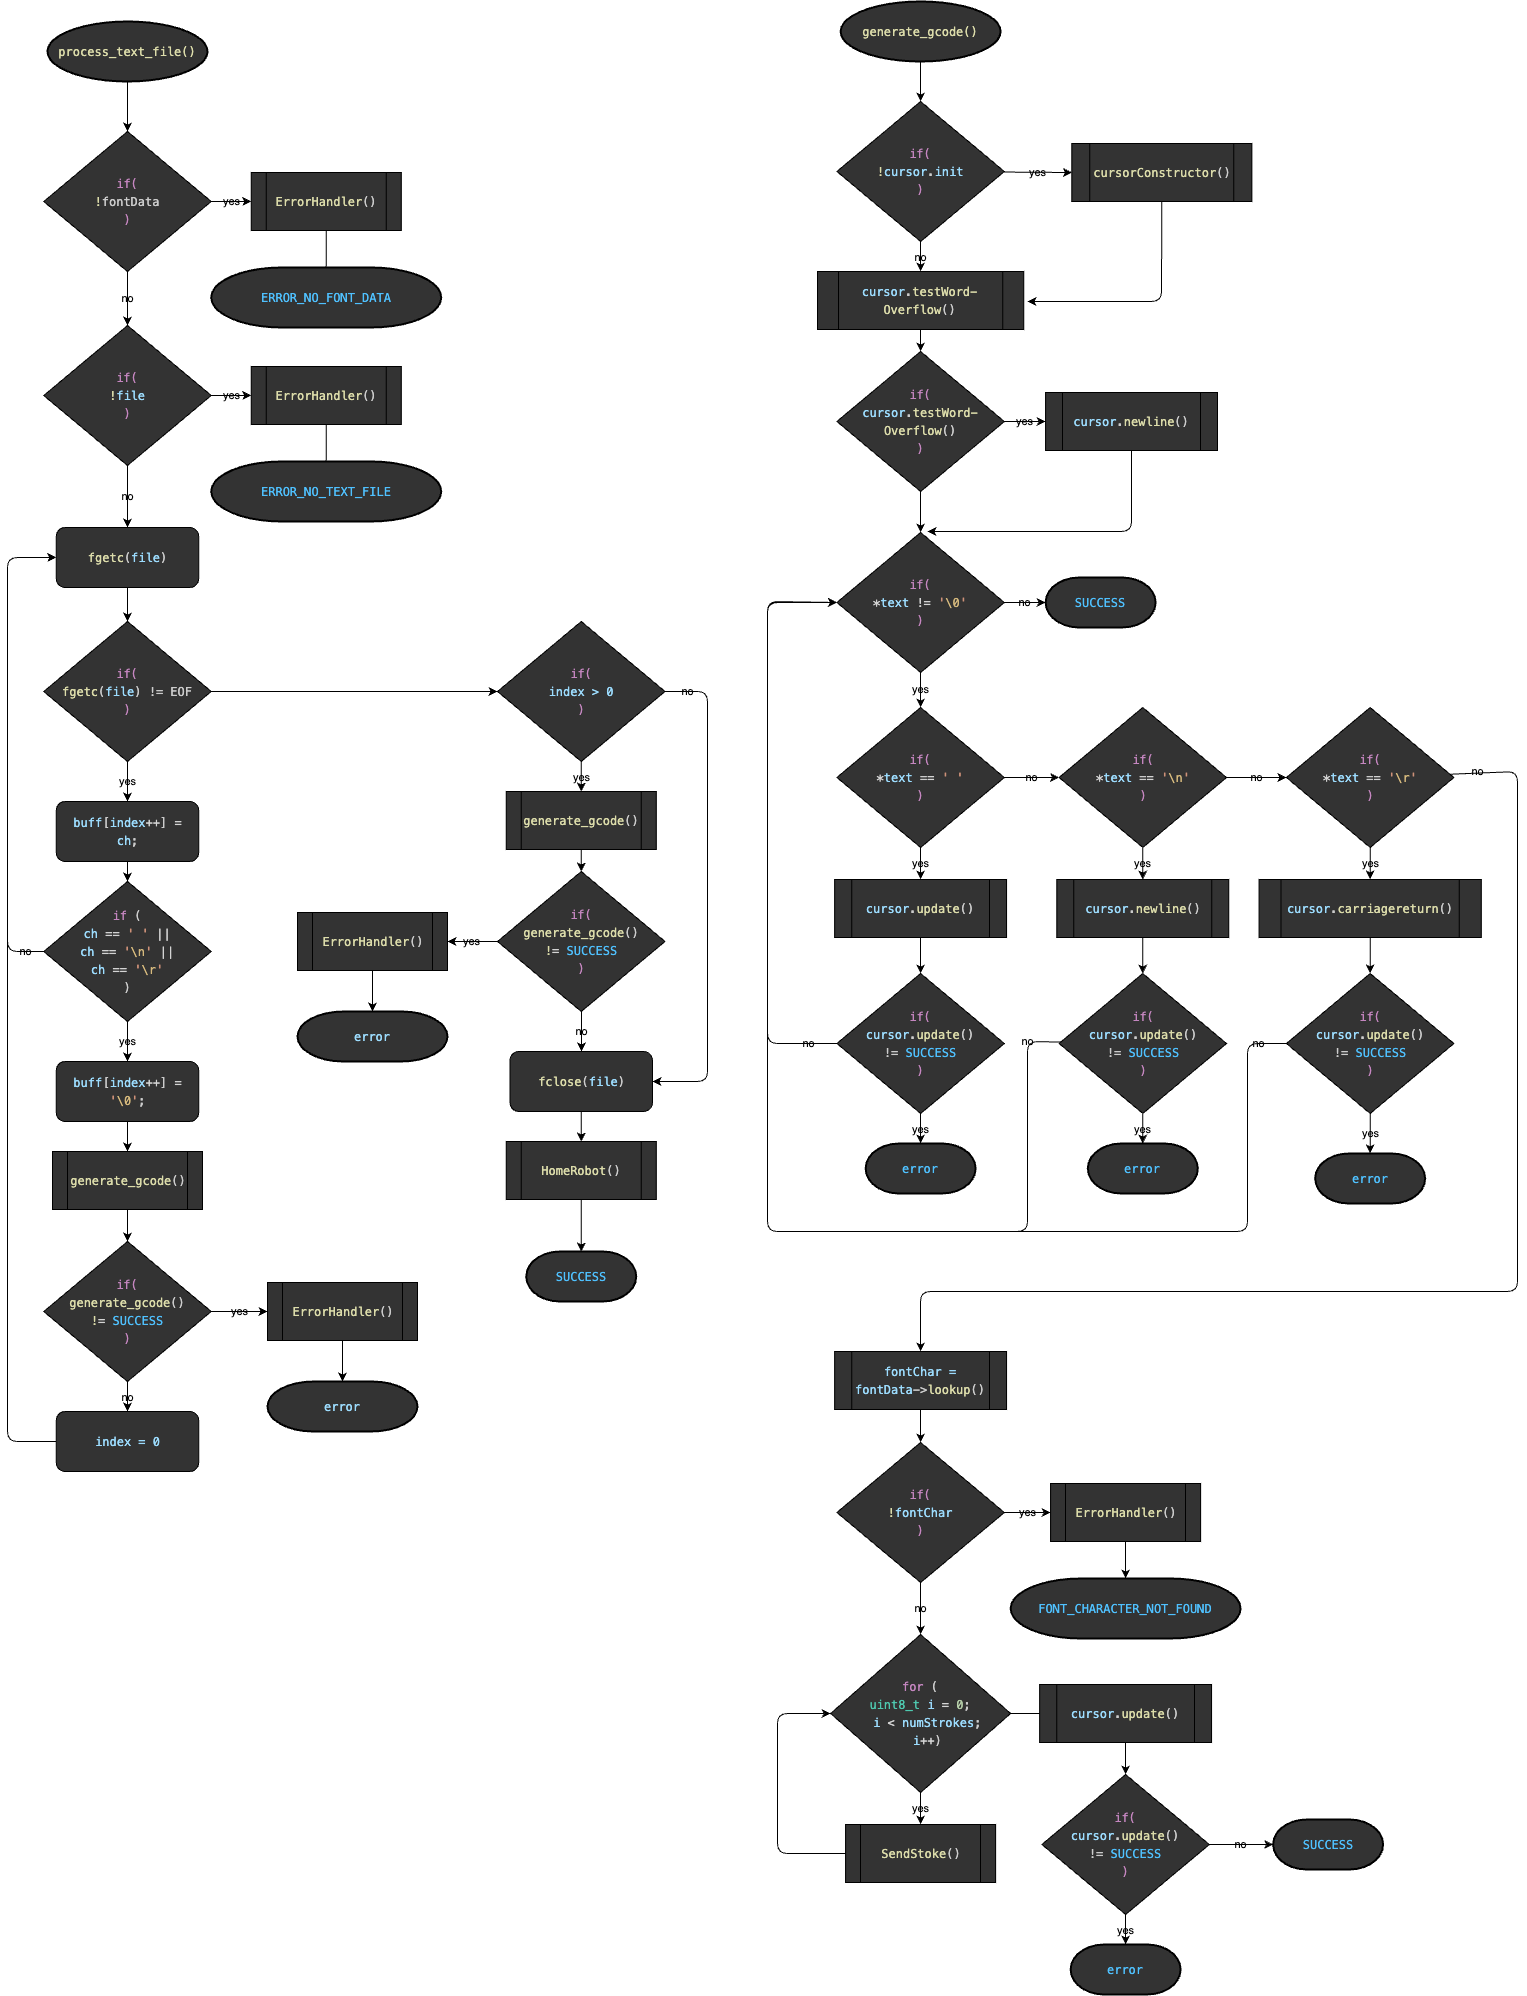 process_text_file()
if(
!fontData
)
yes
ErrorHandler()
ERROR_NO_FONT_DATA
no
if(
!file
)
yes
ErrorHandler()
ERROR_NO_TEXT_FILE
no
fgetc(file)
if(
fgetc(file) != EOF
)
yes
buff[index++] =
ch;
if (
ch == ' ' ||
ch == '\n' ||
ch == '\r'
)
no
yes
buff[index++] =
'\0';
generate_gcode()
if(
generate_gcode()
!= SUCCESS
)
yes
ErrorHandler()
error
no
index = 0
if(
index > 0
)
no
yes
generate_gcode()
if(
generate_gcode()
!= SUCCESS
)
yes
ErrorHandler()
error
no
fclose(file)
HomeRobot()
SUCCESS
generate_gcode()
if(
!cursor.init
)
yes
cursorConstructor()
no
cursor.testWord-
Overflow()
if(
cursor.testWord-
Overflow()
)
yes
cursor.newline()
if(
*text != '\0'
)
no
SUCCESS
yes
if(
*text == ' '
)
no
if(
*text == '\n'
)
no
if(
*text == '\r'
)
no
yes
cursor.update()
yes
cursor.newline()
yes
cursor.carriagereturn()
if(
cursor.update()
!= SUCCESS
)
no
yes
error
if(
cursor.update()
!= SUCCESS
)
no
yes
error
if(
cursor.update()
!= SUCCESS
)
no
yes
error
fontChar =
fontData->lookup()
if(
!fontChar
)
yes
ErrorHandler()
FONT_CHARACTER_NOT_FOUND
no
for (
uint8_t i = 0;
i < numStrokes;
i++)
yes
SendStoke()
cursor.update()
if(
cursor.update()
!= SUCCESS
)
no
SUCCESS
yes
error